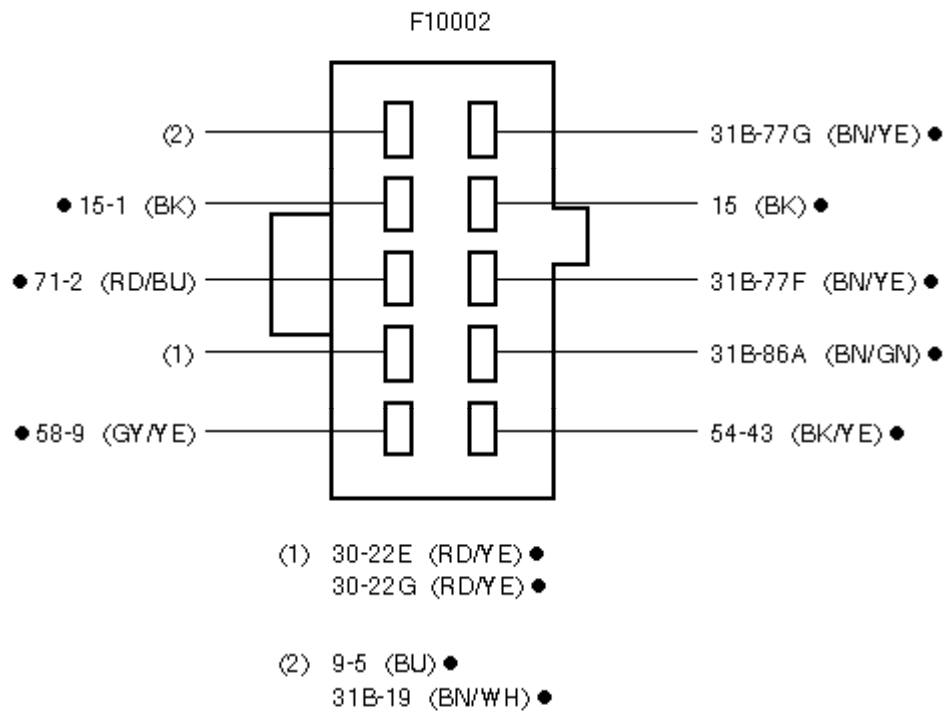 F10002
(2) 31B-77G (BN/YE) ●
● 15-1 (BK) 15 (BK) ●
● 71-2 (RD/BU) 31B-77F (BN/YE) ●
(1) 31B-86A (BN/GN) ●
● 58-9 (GY/YE) 54-43 (BK/YE) ●
(1) 30-22E (RD/YE) ●
30-22G (RD/YE) ●
(2) 9-5 (BU) ●
31B-19 (BN/WH) ●